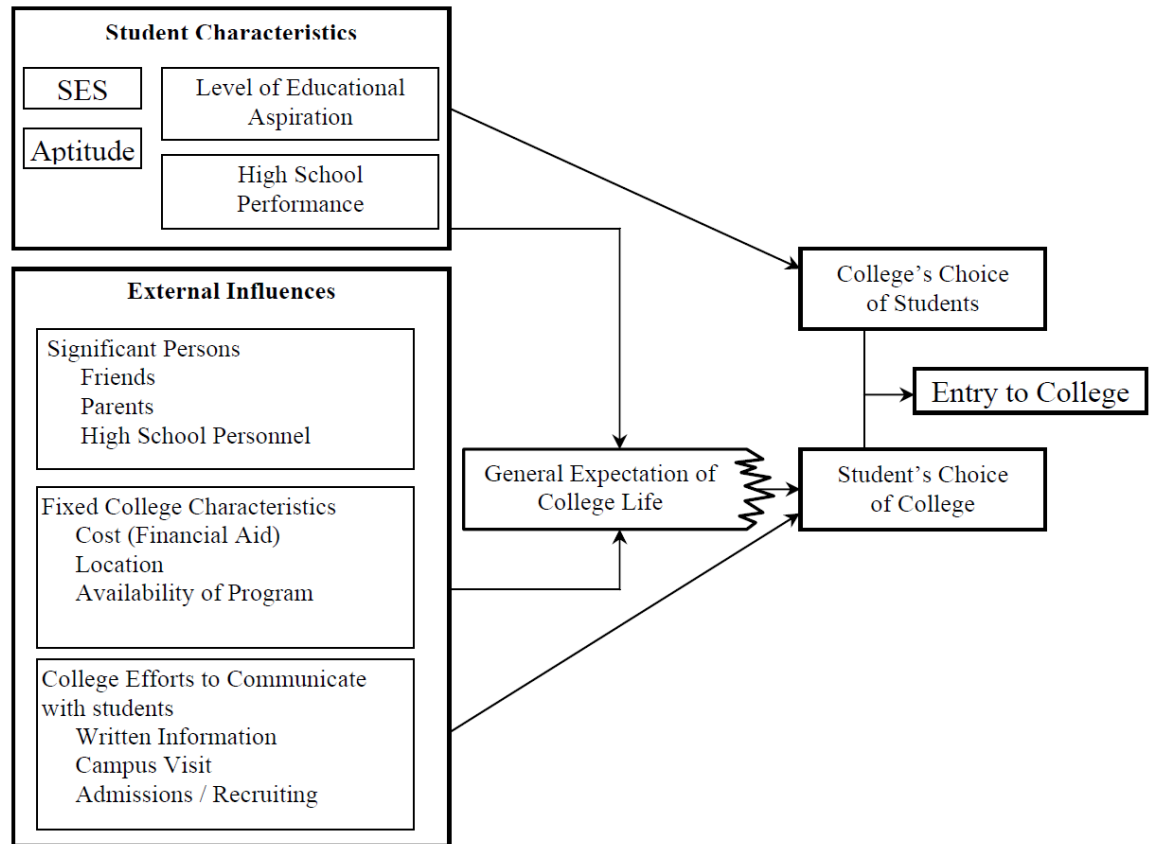 Student Characteristics
SES
Aptitude
Level of Educational
Aspiration
High School
Performance
External Influences
Significant Persons
Friends
Parents
High School Personnel
Fixed College Characteristics
Cost (Financial Aid)
Location
Availability of Program
College Efforts to Communicate
with students
Written Information
Campus Visit
Admissions / Recruiting
General Expectation of
College Life
College’s Choice
of Students
Entry to College
Student’s Choice
of College